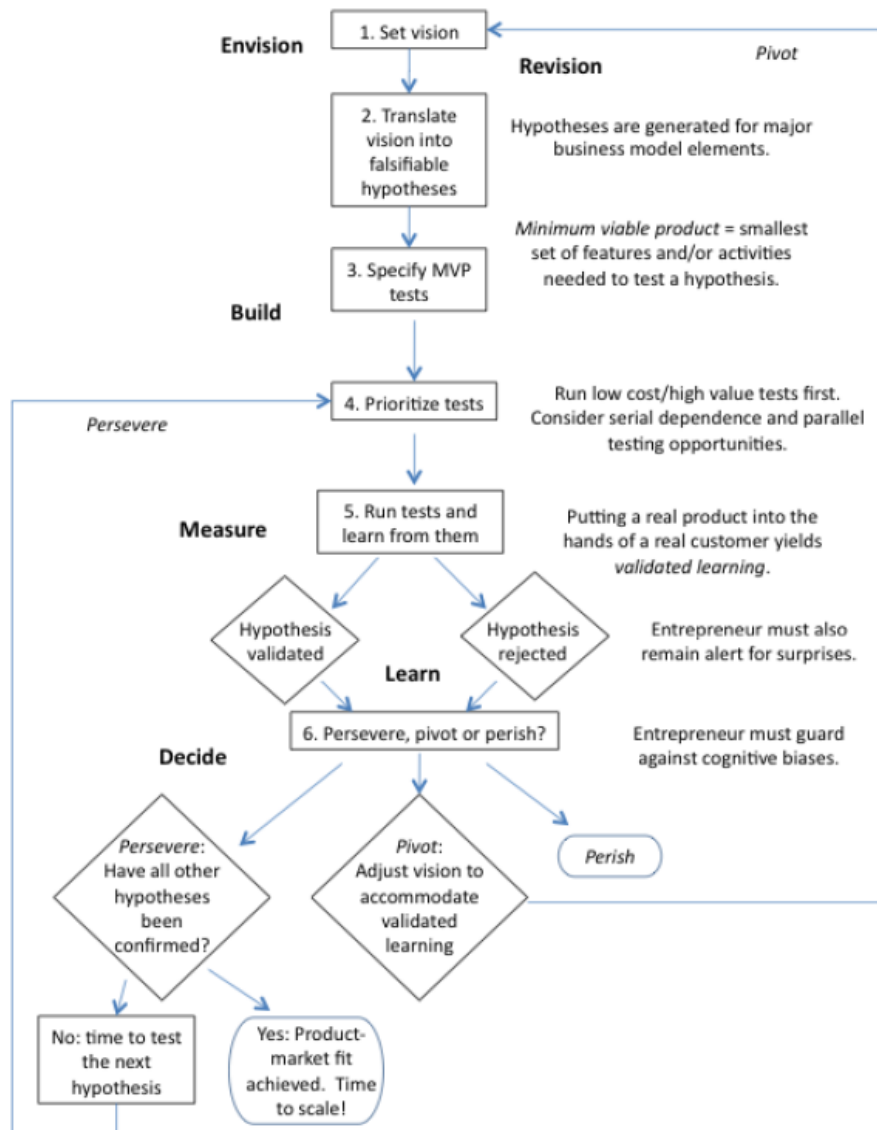 1. Set vision
Envision
Pivot
Revision
2. Translate
vision into
falsifiable
hypotheses
Hypotheses are generated for major
business model elements.
Minimum viable product = smallest
set of features and/or activities
needed to test a hypothesis.
3. Specify MVP
tests
Build
4. Prioritize tests
Persevere
Run low cost/high value tests first.
Consider serial dependence and parallel
testing opportunities.
5. Run tests and
learn from them
Measure
Putting a real product into the
hands of a real customer yields
validated learning.
Hypothesis
validated
Hypothesis
rejected
Entrepreneur must also
remain alert for surprises.
Learn
6. Persevere, pivot or perish?
Entrepreneur must guard
against cognitive biases.
Decide
Persevere:
Have all other
hypotheses
been
confirmed?
Pivot:
Adjust vision to
accommodate
validated
learning
Perish
No: time to test
the next
hypothesis
Yes: Product-
market fit
achieved. Time
to scale!